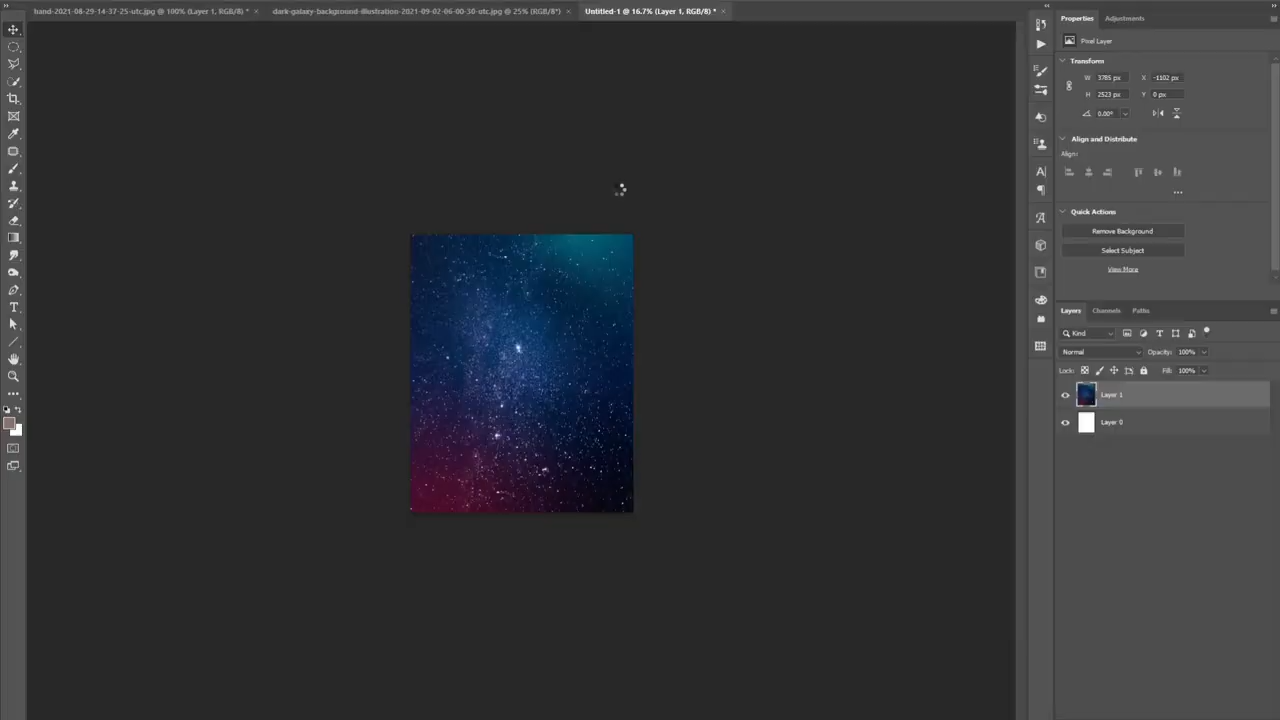 hand-2021-08-29-14-37-25-utc.jpg @ 100% (Layer 1, RGB/8) * ×
dark-galaxy-background-illustration-2021-09-02-06-00-30-utc.jpg @ 25% (RGB/8*) ×
Untitled-1 @ 16.7% (Layer 1, RGB/8) * ×
Properties
Adjustments
Pixel Layer
Transform
W 3785 px X -1102 px
H 2523 px Y 0 px
0.00°
Align and Distribute
Align:
Quick Actions
Remove Background
Select Subject
View More
Layers
Channels
Paths
Kind
Normal
Opacity: 100%
Lock:
Fill: 100%
Layer 1
Layer 0